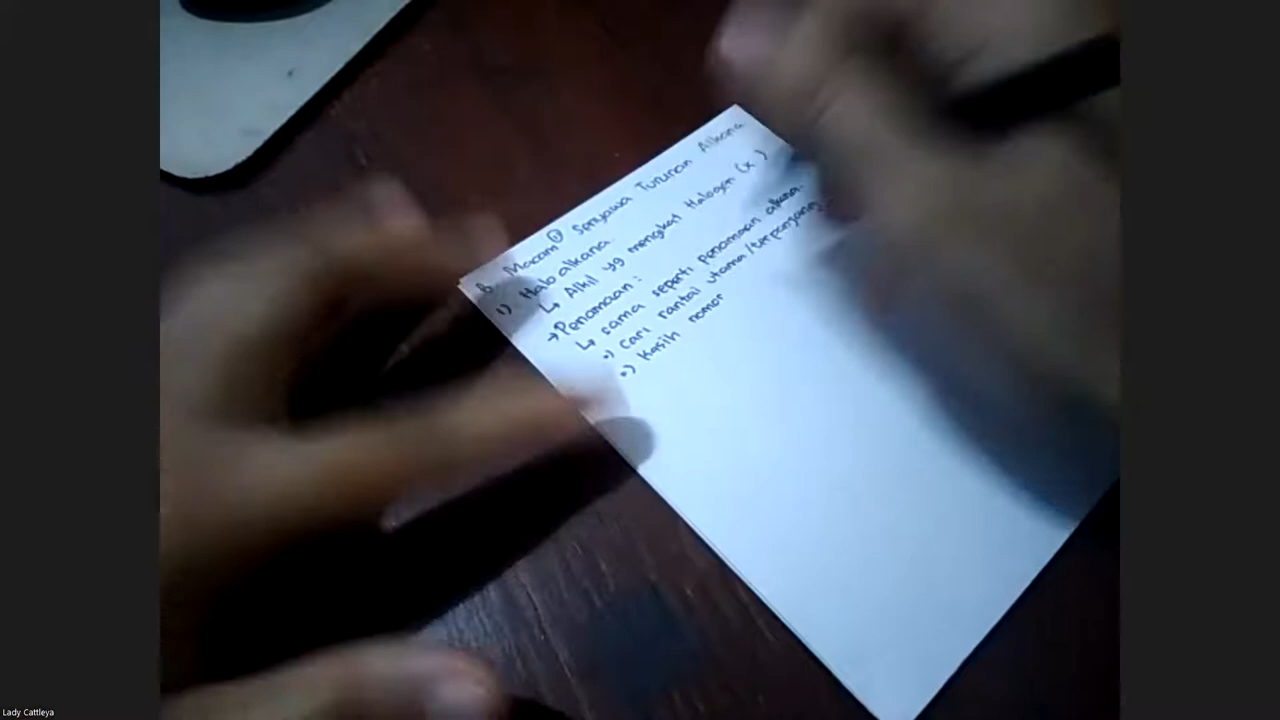 B. Macam² Senyawa Turunan Alkana
1) Haloalkana.
↳ Alkil yg mengikat Halogen (x)
→ Penamaan :
↳ sama seperti penamaan alkana.
•) Cari rantai utama/terpanjang
•) Kasih nomor
Lady Cattleya